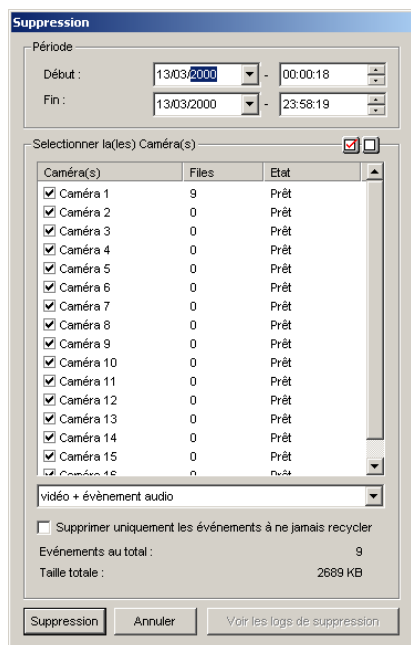 Suppression
Période
Début : 13/03/2000 - 00:00:18
Fin : 13/03/2000 - 23:58:19
Selectionner la(les) Caméra(s)
Caméra(s) Files Etat
Caméra 1 9 Prêt
Caméra 2 0 Prêt
Caméra 3 0 Prêt
Caméra 4 0 Prêt
Caméra 5 0 Prêt
Caméra 6 0 Prêt
Caméra 7 0 Prêt
Caméra 8 0 Prêt
Caméra 9 0 Prêt
Caméra 10 0 Prêt
Caméra 11 0 Prêt
Caméra 12 0 Prêt
Caméra 13 0 Prêt
Caméra 14 0 Prêt
Caméra 15 0 Prêt
Caméra 16 0 Prêt
vidéo + évènement audio
Supprimer uniquement les événements à ne jamais recycler
Evénements au total : 9
Taille totale : 2689 KB
Suppression Annuler Voir les logs de suppression